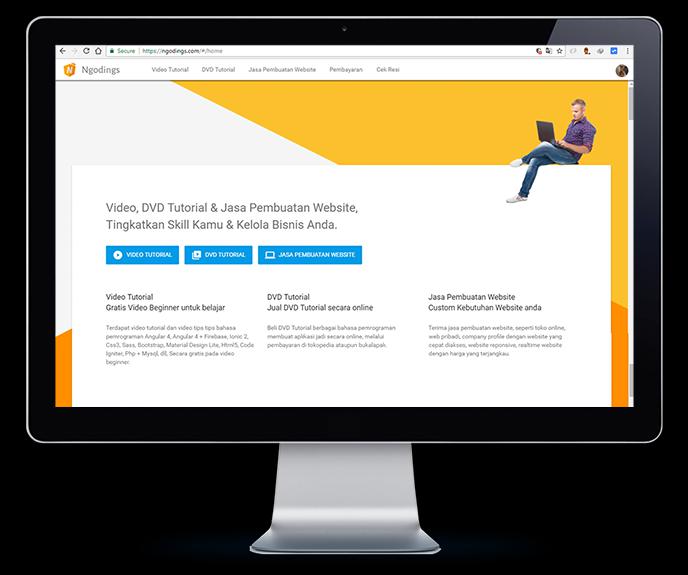 Secure https://ngodings.com/#/home
Ngodings Video Tutorial DVD Tutorial Jasa Pembuatan Website Pembayaran Cek Resi
Video, DVD Tutorial & Jasa Pembuatan Website,
Tingkatkan Skill Kamu & Kelola Bisnis Anda.
VIDEO TUTORIAL DVD TUTORIAL JASA PEMBUATAN WEBSITE
Video Tutorial
Gratis Video Beginner untuk belajar
Terdapat video tutorial dan video tips tips bahasa
pemrograman Angular 4, Angular 4 + Firebase, Ionic 2,
Css3, Sass, Bootstrap, Material Design Lite, Html5, Code
Igniter, Php + Mysql, dll, Secara gratis pada video
beginner.
DVD Tutorial
Jual DVD Tutorial secara online
Beli DVD Tutorial berbagai bahasa pemrograman
membuat aplikasi jadi secara online, melalui
pembayaran di tokopedia ataupun bukalapak.
Jasa Pembuatan Website
Custom Kebutuhan Website anda
Terima jasa pembuatan website, seperti toko online,
web pribadi, company profile dengan website yang
cepat diakses, website reponsive, realtime website
dengan harga yang terjangkau.